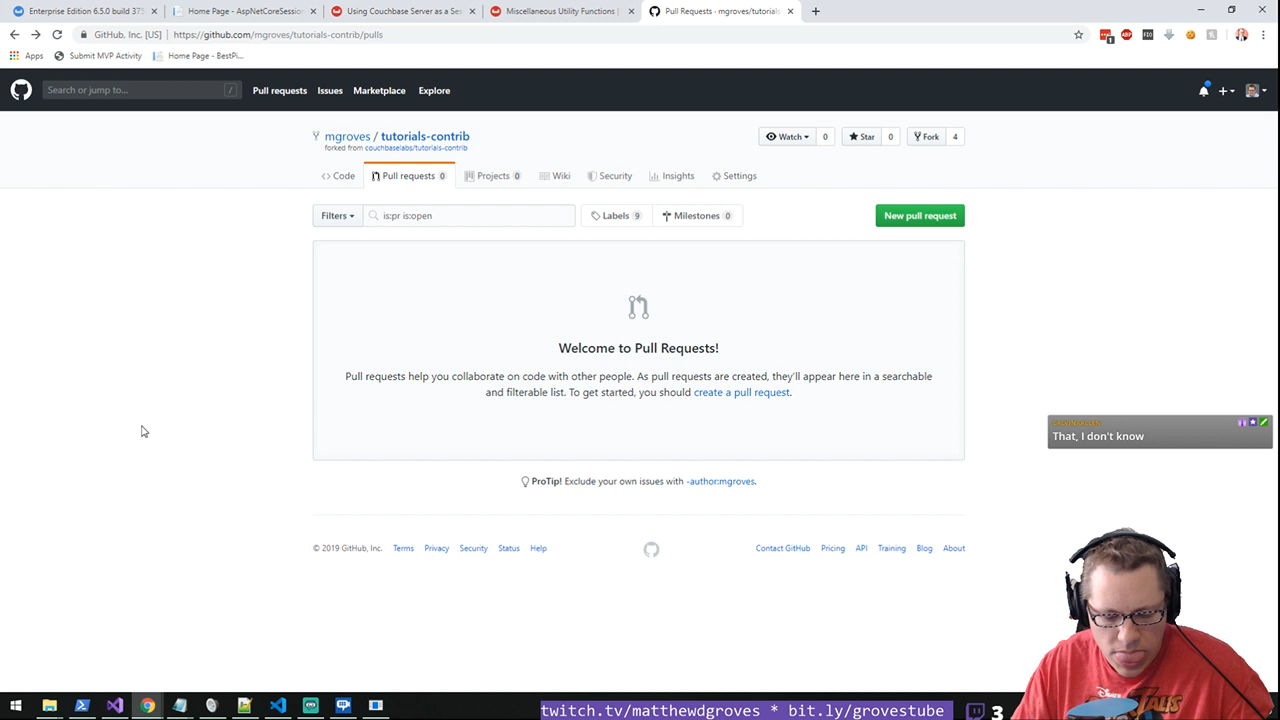 Enterprise Edition 6.5.0 build 375
Home Page - AspNetCoreSession
Using Couchbase Server as a Se
Miscellaneous Utility Functions |
Pull Requests - mgroves/tutorials
GitHub, Inc. [US] | https://github.com/mgroves/tutorials-contrib/pulls
Apps
Submit MVP Activity
Home Page - BestPi...
Search or jump to...
/
Pull requests
Issues
Marketplace
Explore
mgroves / tutorials-contrib
forked from couchbaselabs/tutorials-contrib
Watch 0
Star 0
Fork 4
Code
Pull requests 0
Projects 0
Wiki
Security
Insights
Settings
Filters
is:pr is:open
Labels 9
Milestones 0
New pull request
Welcome to Pull Requests!
Pull requests help you collaborate on code with other people. As pull requests are created, they'll appear here in a searchable
and filterable list. To get started, you should create a pull request.
ProTip! Exclude your own issues with -author:mgroves.
That, I don't know
© 2019 GitHub, Inc.
Terms
Privacy
Security
Status
Help
Contact GitHub
Pricing
API
Training
Blog
About
twitch.tv/matthewdgroves * bit.ly/grovestube
3